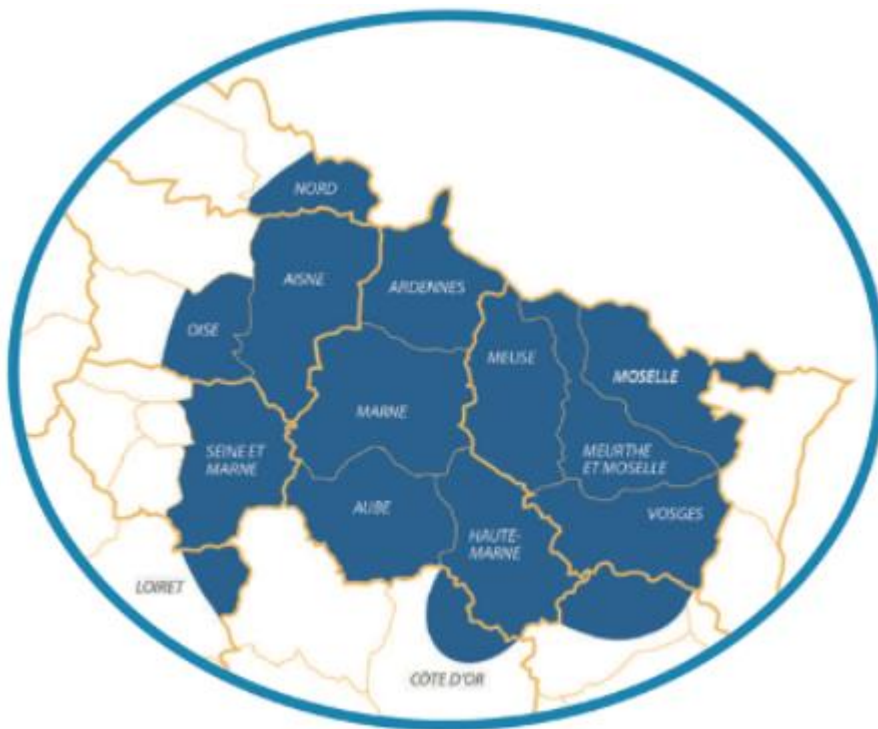 NORD
AISNE
ARDENNES
OISE
MEUSE
MOSELLE
MARNE
SEINE ET
MARNE
MEURTHE
ET MOSELLE
AUBE
VOSGES
HAUTE-
MARNE
LOIRET
CÔTE D'OR